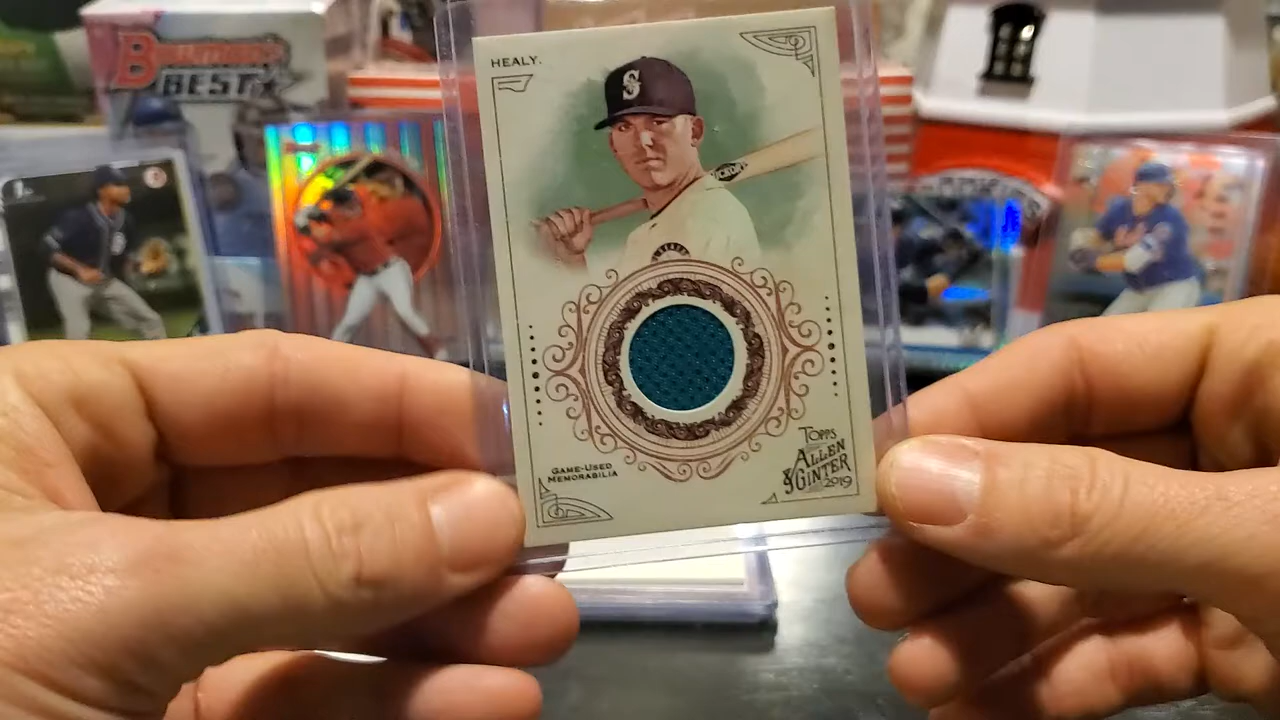 BOWMAN'S
BEST
HEALY.
S
GAME-USED
MEMORABILIA
TOPPS
ALLEN
& GINTER
2019